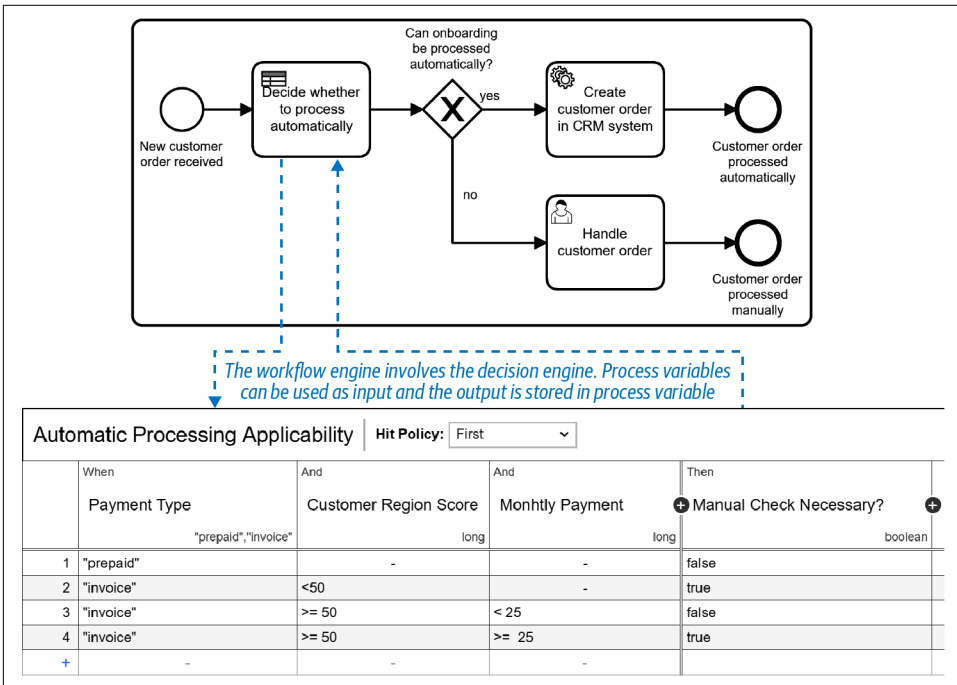 Can onboarding
be processed
automatically?
Decide whether
to process
automatically
X
yes
Create
customer order
in CRM system
New customer
order received
Customer order
processed
automatically
no
Handle
customer order
Customer order
processed
manually
The workflow engine involves the decision engine. Process variables
can be used as input and the output is stored in process variable
Automatic Processing Applicability Hit Policy: First
When And And Then
Payment Type Customer Region Score Monhtly Payment + Manual Check Necessary? +
"prepaid","invoice" long long boolean
1 "prepaid" - - false
2 "invoice" <50 - true
3 "invoice" >= 50 < 25 false
4 "invoice" >= 50 >= 25 true
+ - - -